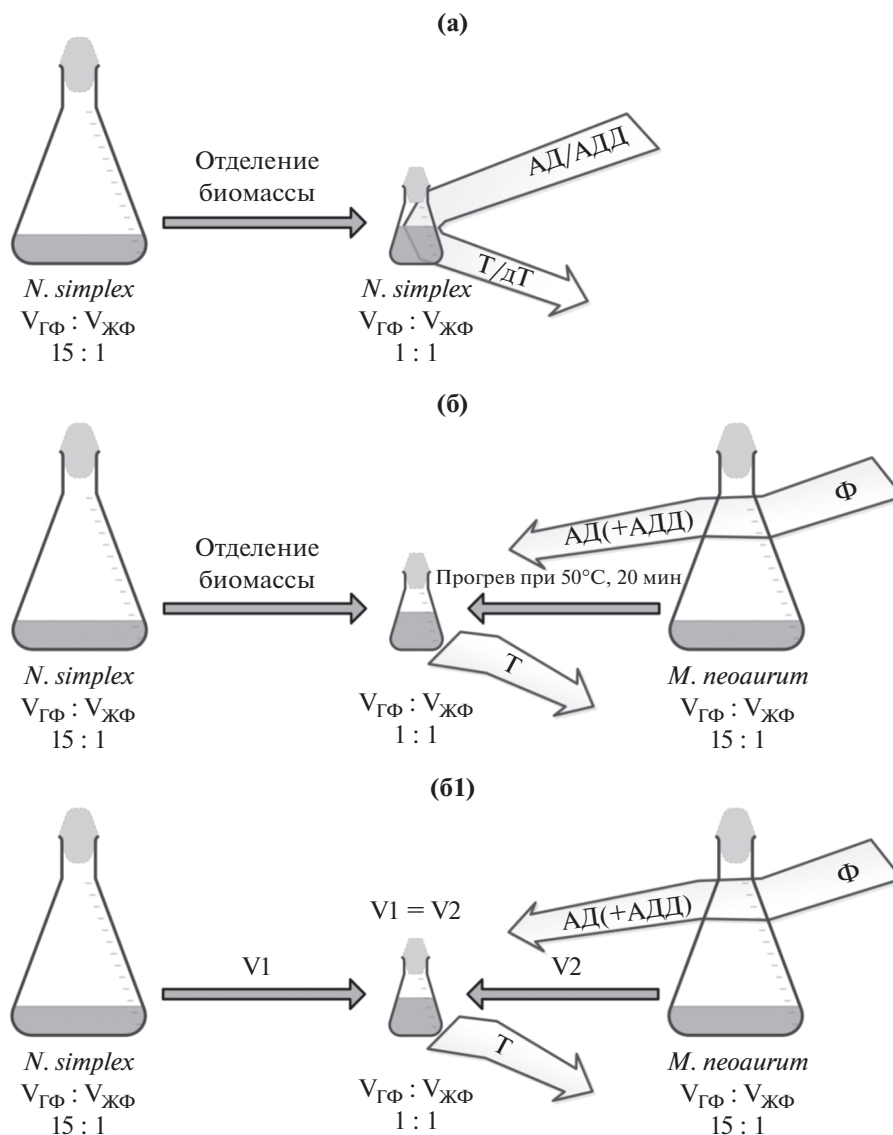 (а)
Отделение
биомассы
АД/АДД
Т/дТ
N. simplex
VГФ : VЖФ
15 : 1
N. simplex
VГФ : VЖФ
1 : 1
(б)
Отделение
биомассы
АД(+АДД)
Ф
Прогрев при 50°C, 20 мин
Т
N. simplex
VГФ : VЖФ
15 : 1
VГФ : VЖФ
1 : 1
M. neoaurum
VГФ : VЖФ
15 : 1
(б1)
V1 = V2
АД(+АДД)
Ф
V1
V2
Т
N. simplex
VГФ : VЖФ
15 : 1
VГФ : VЖФ
1 : 1
M. neoaurum
VГФ : VЖФ
15 : 1